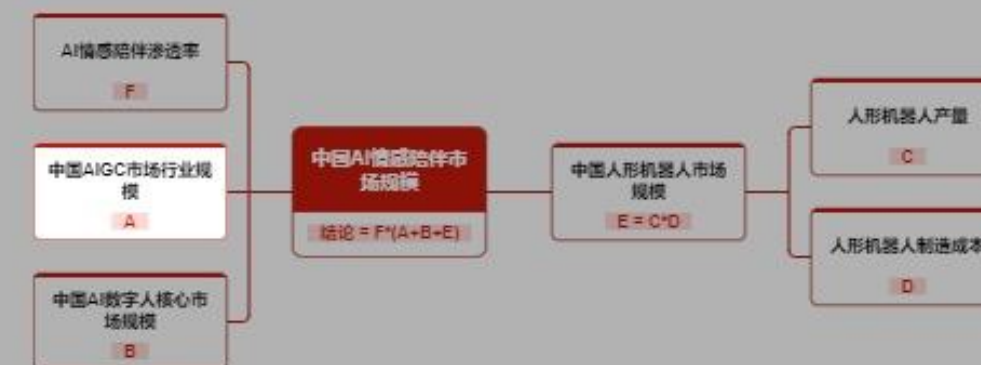 AI情感陪伴渗透率
F
中国AIGC市场行业规
模
A
中国AI数字人核心市
场规模
B
中国AI情感陪伴市
场规模
结论 = F*(A+B+E)
中国人形机器人市场
规模
E = C*D
人形机器人产量
C
人形机器人制造成本
D